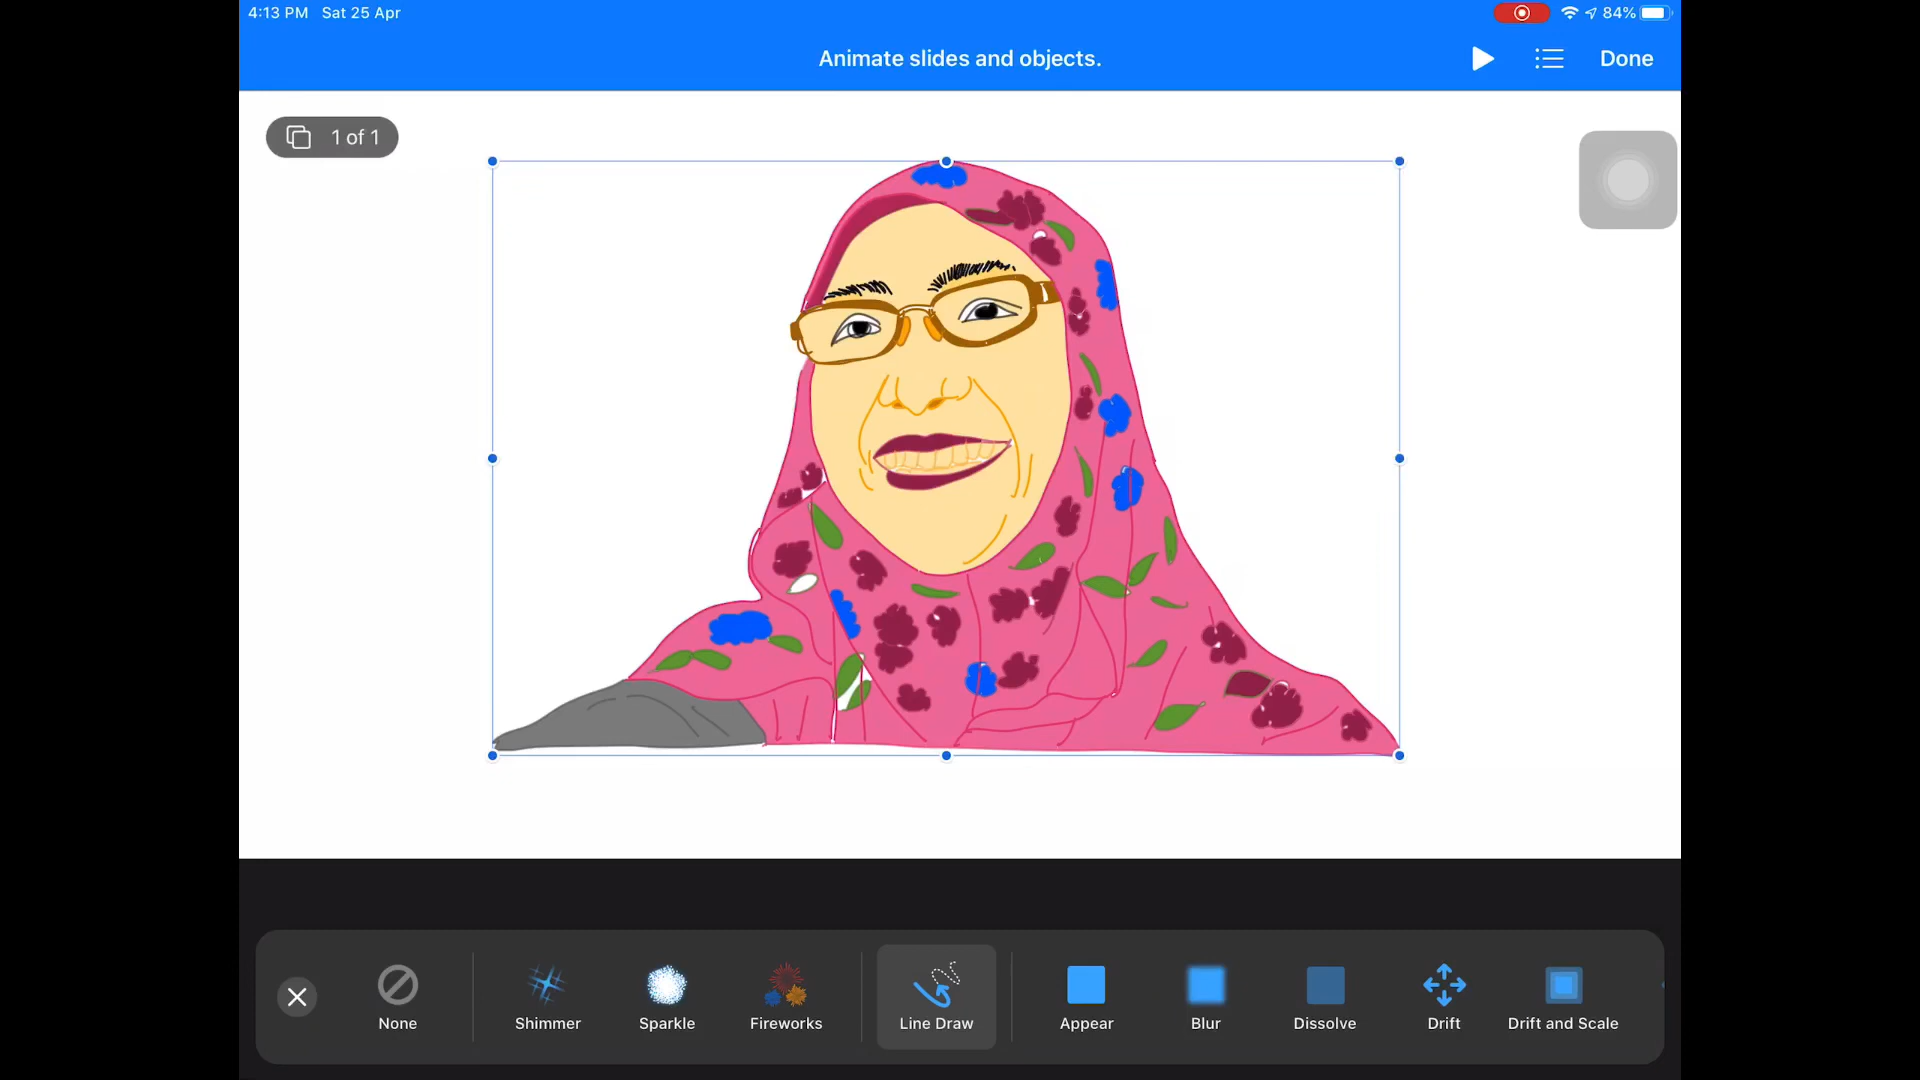 4:13 PM Sat 25 Apr 84%
Animate slides and objects. Done
1 of 1
None Shimmer Sparkle Fireworks Line Draw Appear Blur Dissolve Drift Drift and Scale